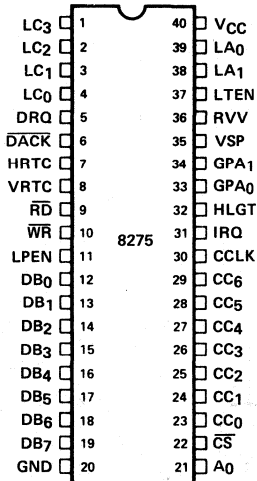 LC3 1 40 VCC
LC2 2 39 LA0
LC1 3 38 LA1
LC0 4 37 LTEN
DRQ 5 36 RVV
DACK 6 35 VSP
HRTC 7 34 GPA1
VRTC 8 33 GPA0
RD 9 32 HLGT
WR 10 31 IRQ
8275
LPEN 11 30 CCLK
DB0 12 29 CC6
DB1 13 28 CC5
DB2 14 27 CC4
DB3 15 26 CC3
DB4 16 25 CC2
DB5 17 24 CC1
DB6 18 23 CC0
DB7 19 22 CS
GND 20 21 A0